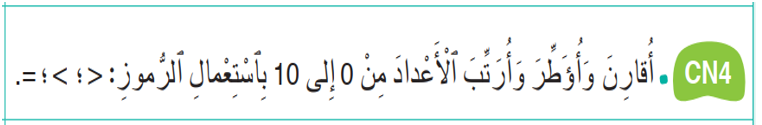 CN4 . أُقارِنَ وَأُؤَطِّرَ وَأُرَتِّبَ ٱلْأَعْدادَ مِنْ 0 إِلى 10 بِٱسْتِعْمالِ ٱلرُّموزِ: <؛ >؛ =.